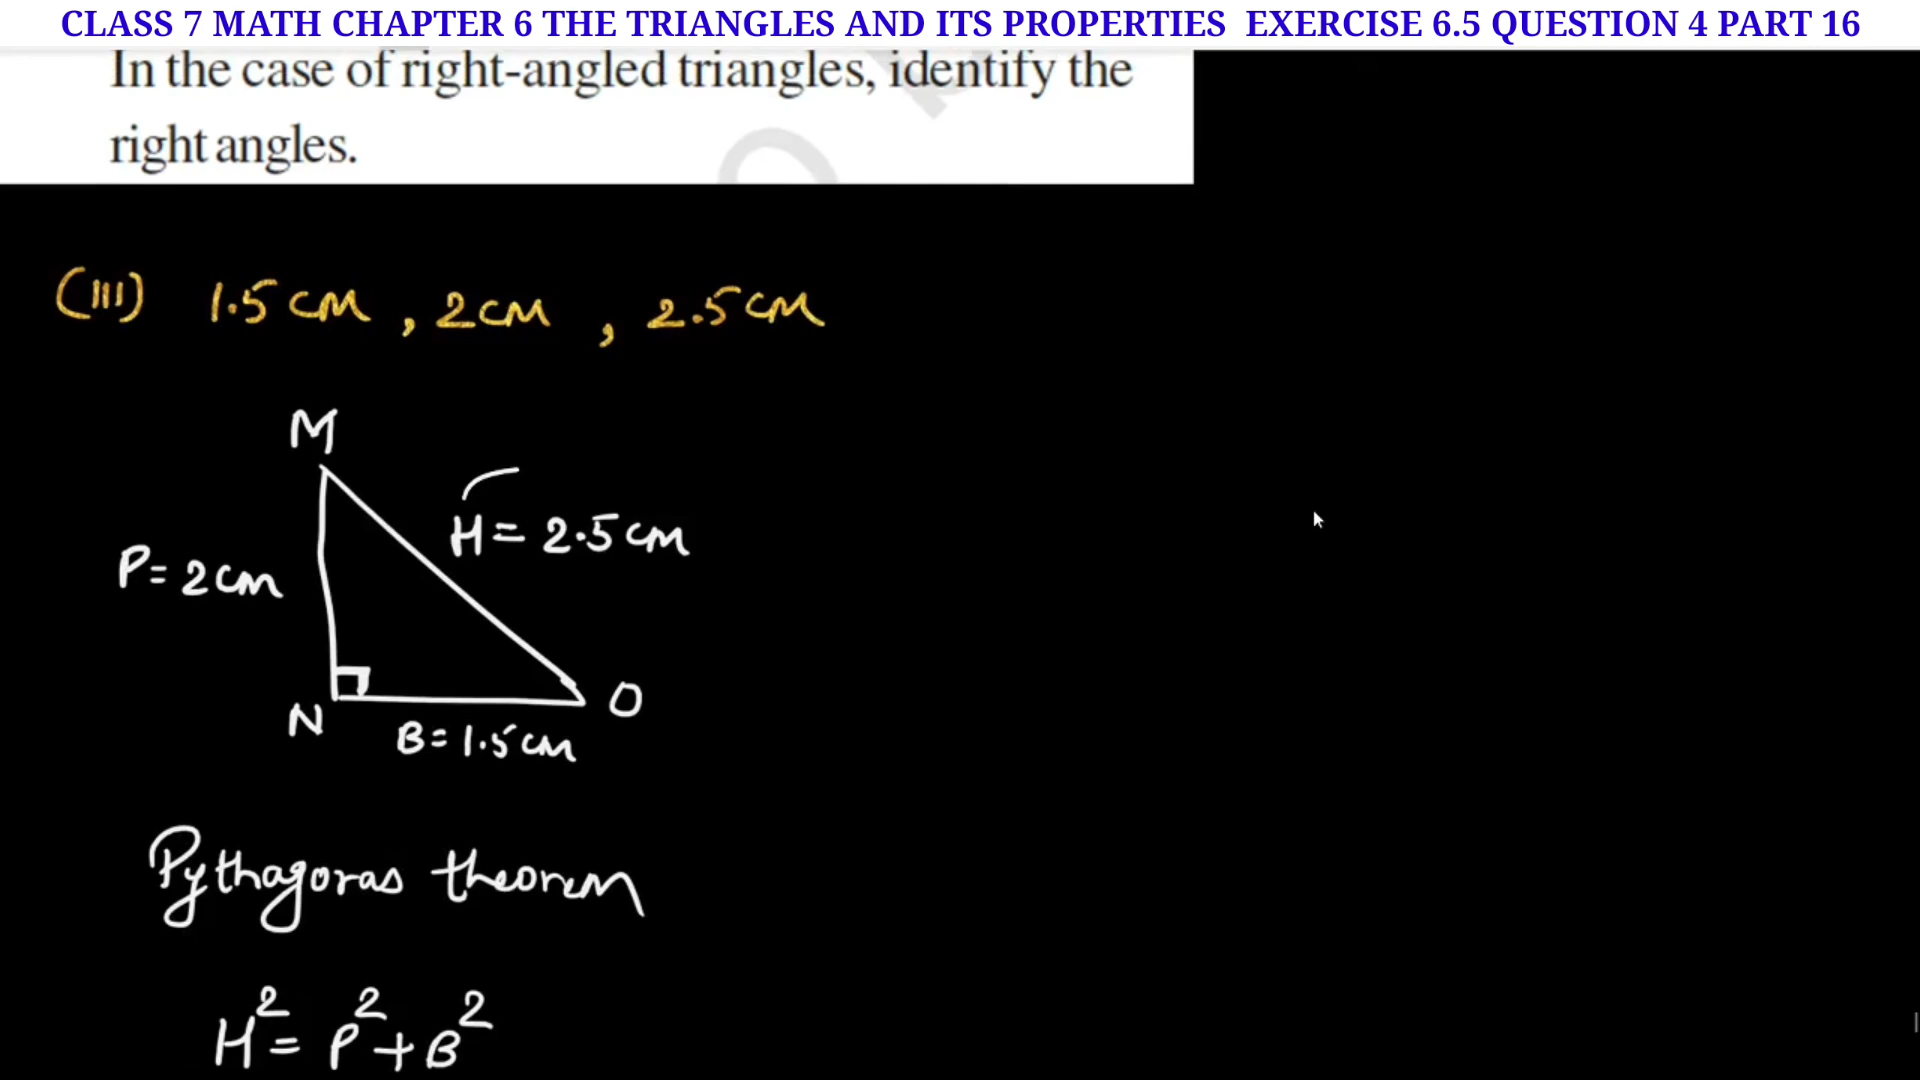 CLASS 7 MATH CHAPTER 6 THE TRIANGLES AND ITS PROPERTIES EXERCISE 6.5 QUESTION 4 PART 16
In the case of right-angled triangles, identify the
right angles.
(III) 1.5 cm , 2 cm , 2.5 cm
M
H = 2.5 cm
P = 2 cm
N
O
B = 1.5 cm
Pythagoras theorem
H² = P² + B²